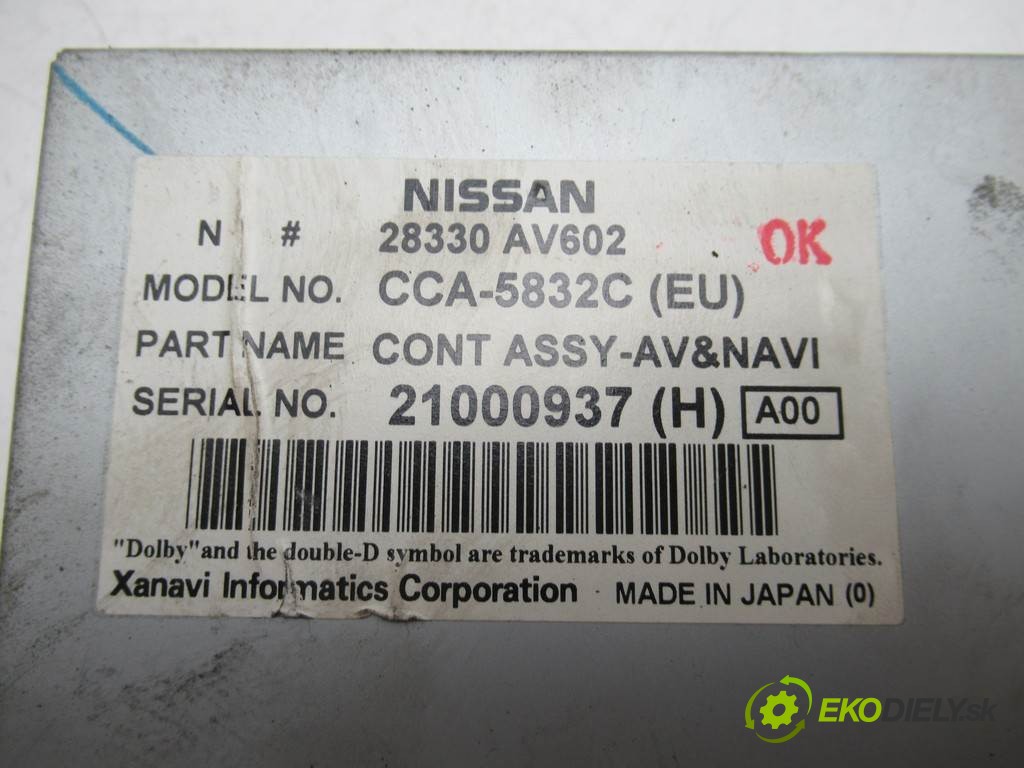 NISSAN
N # 28330 AV602 OK
MODEL NO. CCA-5832C (EU)
PART NAME CONT ASSY-AV&NAVI
SERIAL NO. 21000937 (H) A00
"Dolby"and the double-D symbol are trademarks of Dolby Laboratories.
Xanavi Informatics Corporation MADE IN JAPAN (0)
EKODIELY.sk